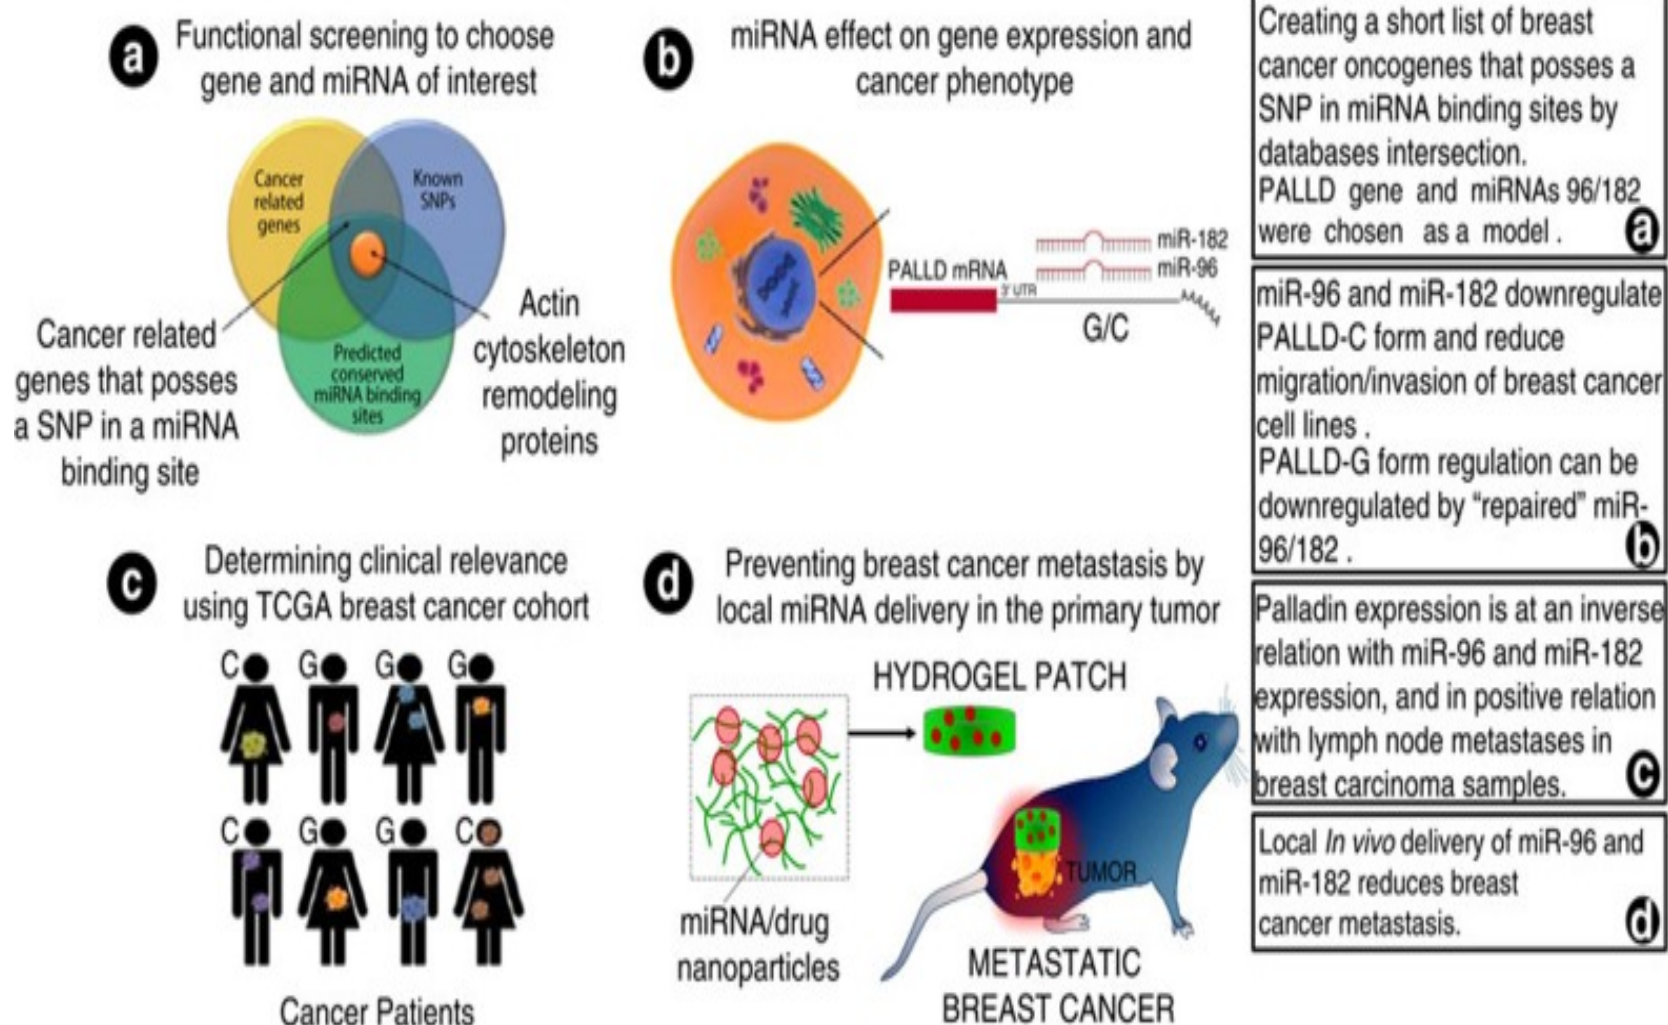 a
Functional screening to choose
gene and miRNA of interest
Cancer
related
genes
Known
SNPs
Predicted
conserved
miRNA binding
sites
Cancer related
genes that posses
a SNP in a miRNA
binding site
Actin
cytoskeleton
remodeling
proteins
b
miRNA effect on gene expression and
cancer phenotype
miR-182
miR-96
PALLD mRNA
3' UTR
AAAAA
G/C
c
Determining clinical relevance
using TCGA breast cancer cohort
C G G G
C G G C
Cancer Patients
d
Preventing breast cancer metastasis by
local miRNA delivery in the primary tumor
HYDROGEL PATCH
miRNA/drug
nanoparticles
TUMOR
METASTATIC
BREAST CANCER
Creating a short list of breast
cancer oncogenes that posses a
SNP in miRNA binding sites by
databases intersection.
PALLD gene and miRNAs 96/182
were chosen as a model .
a
miR-96 and miR-182 downregulate
PALLD-C form and reduce
migration/invasion of breast cancer
cell lines .
PALLD-G form regulation can be
downregulated by “repaired” miR-
96/182 .
b
Palladin expression is at an inverse
relation with miR-96 and miR-182
expression, and in positive relation
with lymph node metastases in
breast carcinoma samples.
c
Local In vivo delivery of miR-96 and
miR-182 reduces breast
cancer metastasis.
d